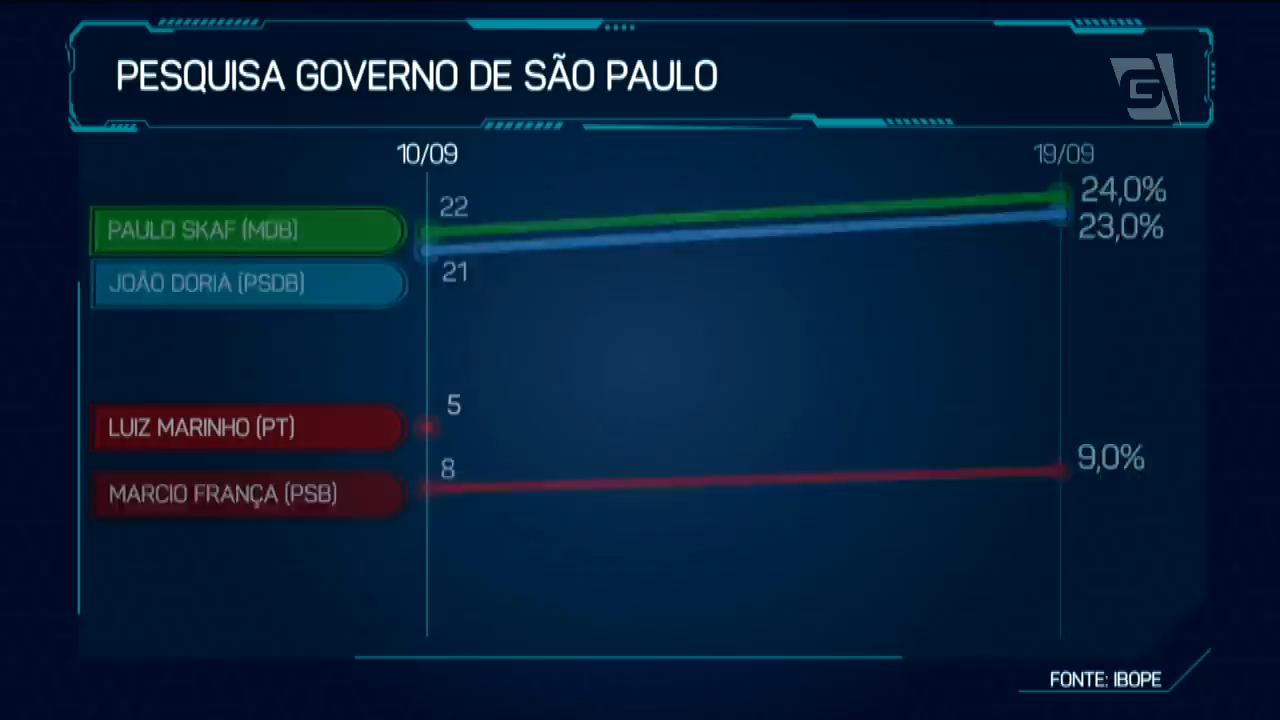 PESQUISA GOVERNO DE SÃO PAULO
10/09
19/09
PAULO SKAF (MDB)
22
24,0%
JOÃO DORIA (PSDB)
21
23,0%
LUIZ MARINHO (PT)
5
MARCIO FRANÇA (PSB)
8
9,0%
FONTE: IBOPE